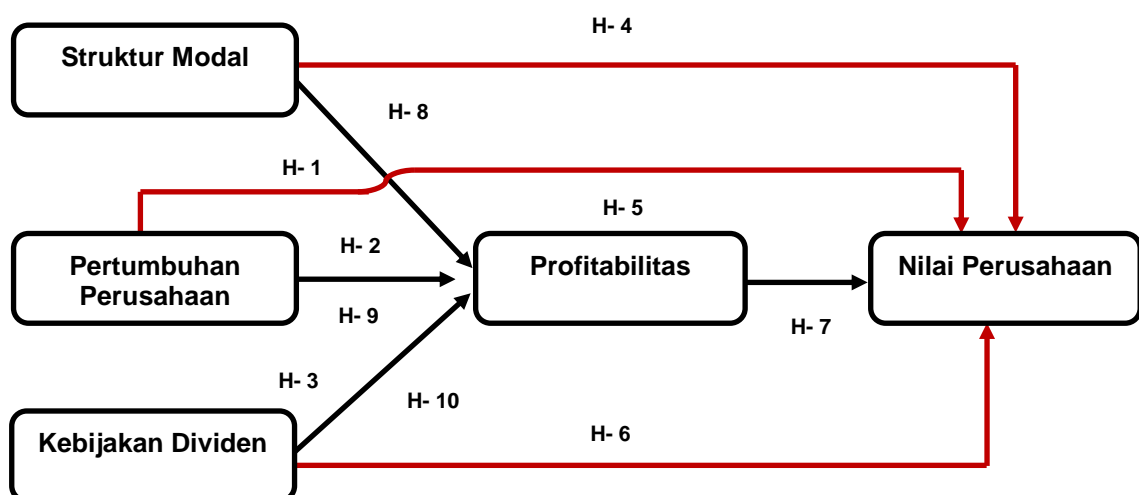 H- 4
Struktur Modal
H- 8
H- 1
H- 5
H- 2
Pertumbuhan
Perusahaan
Profitabilitas
Nilai Perusahaan
H- 9
H- 7
H- 3
H- 10
Kebijakan Dividen
H- 6